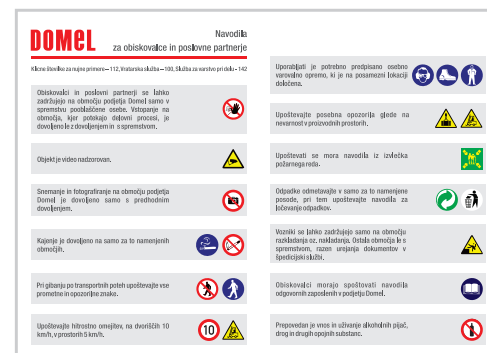 DOMEL
Navodila
za obiskovalce in poslovne partnerje
Klicne številke za nujne primere – 112, Vratarska služba – 100, Služba za varstvo pri delu - 142
Obiskovalci in poslovni partnerji se lahko
zadržujejo na območju podjetja Domel samo v
spremstvu pooblaščene osebe. Vstopanje na
območja, kjer potekajo delovni procesi, je
dovoljeno le z dovoljenjem in s spremstvom.
Objekt je video nadzorovan.
Snemanje in fotografiranje na območju podjetja
Domel je dovoljeno samo s predhodnim
dovoljenjem.
Kajenje je dovoljeno na samo za to namenjenih
območjih.
Pri gibanju po transportnih poteh upoštevajte vse
prometne in opozorilne znake.
Upoštevajte hitrostno omejitev, na dvoriščih 10
km/h, v prostorih 5 km/h.
10
Uporabljati je potrebno predpisano osebno
varovalno opremo, ki je na posamezni lokaciji
določena.
Upoštevajte posebna opozorila glede na
nevarnost v proizvodnih prostorih.
Upoštevati se mora navodila iz izvlečka
požarnega reda.
Odpadke odmetavajte v samo za to namenjene
posode, pri tem upoštevajte navodila za
ločevanje odpadkov.
Vozniki se lahko zadržujejo samo na območju
razkladanja oz. nakladanja. Ostala območja le s
spremstvom, razen urejanja dokumentov v
špedicijski službi.
Obiskovalci morajo spoštovati navodila
odgovornih zaposlenih v podjetju Domel.
Prepovedan je vnos in uživanje alkoholnih pijač,
drog in drugih opojnih substanc.